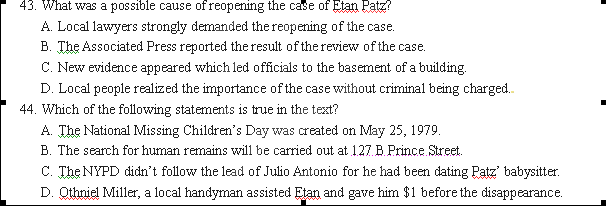 43. What was a possible cause of reopening the case of Etan Patz?
A. Local lawyers strongly demanded the reopening of the case.
B. The Associated Press reported the result of the review of the case.
C. New evidence appeared which led officials to the basement of a building.
D. Local people realized the importance of the case without criminal being charged..
44. Which of the following statements is true in the text?
A. The National Missing Children's Day was created on May 25, 1979.
B. The search for human remains will be carried out at 127 B Prince Street.
C. The NYPD didn't follow the lead of Julio Antonio for he had been dating Patz' babysitter.
D. Othniel Miller, a local handyman assisted Etan and gave him $1 before the disappearance.